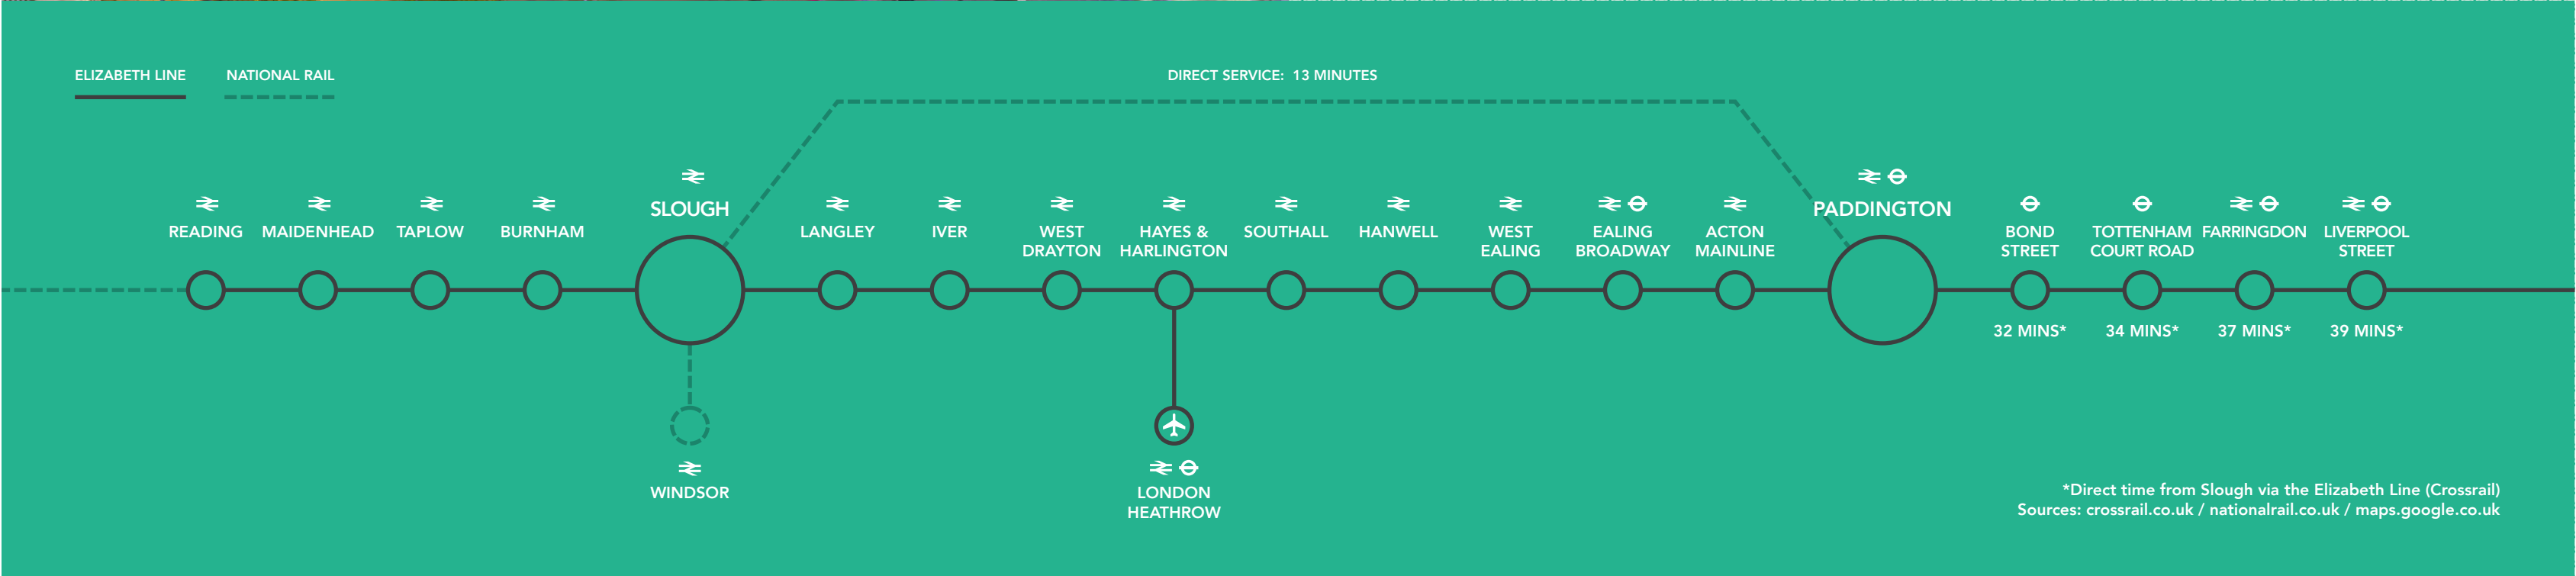 ELIZABETH LINE
NATIONAL RAIL
DIRECT SERVICE: 13 MINUTES
READING
MAIDENHEAD
TAPLOW
BURNHAM
SLOUGH
LANGLEY
IVER
WEST
DRAYTON
HAYES &
HARLINGTON
SOUTHALL
HANWELL
WEST
EALING
EALING
BROADWAY
ACTON
MAINLINE
PADDINGTON
BOND
STREET
TOTTENHAM
COURT ROAD
FARRINGDON
LIVERPOOL
STREET
32 MINS*
34 MINS*
37 MINS*
39 MINS*
WINDSOR
LONDON
HEATHROW
*Direct time from Slough via the Elizabeth Line (Crossrail)
Sources: crossrail.co.uk / nationalrail.co.uk / maps.google.co.uk